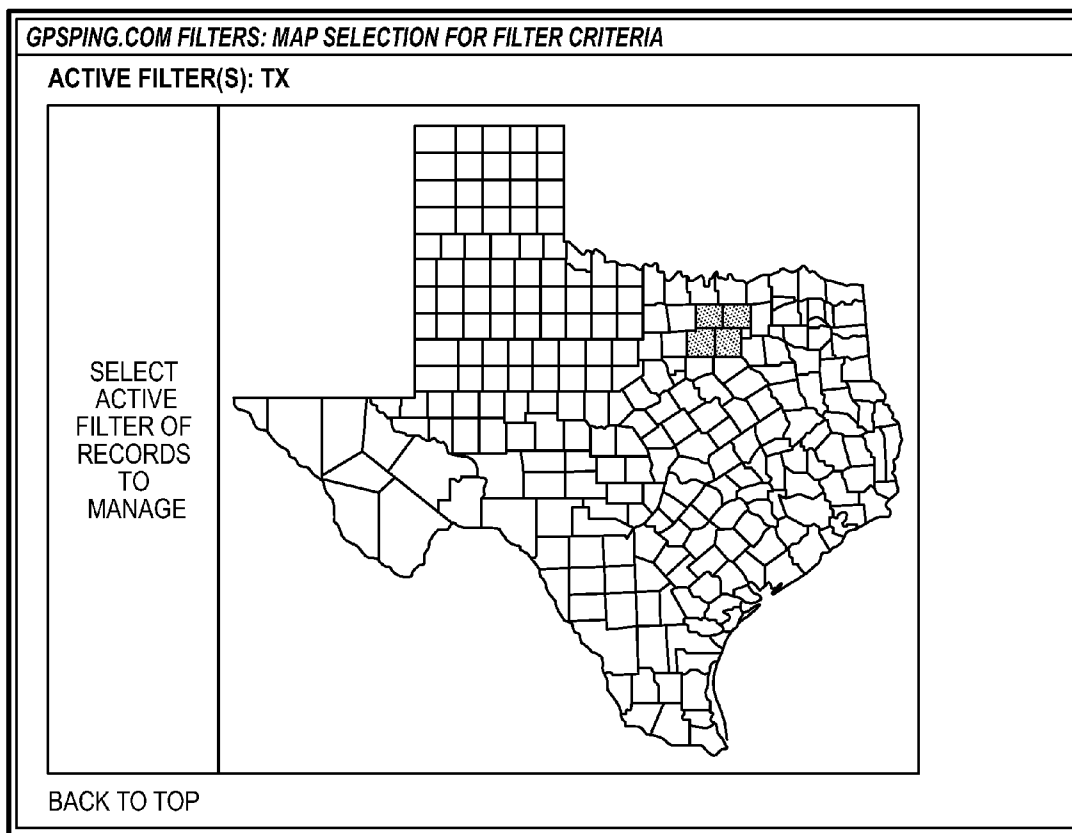 GPSPING.COM FILTERS: MAP SELECTION FOR FILTER CRITERIA
ACTIVE FILTER(S): TX
SELECT
ACTIVE
FILTER OF
RECORDS
TO
MANAGE
BACK TO TOP